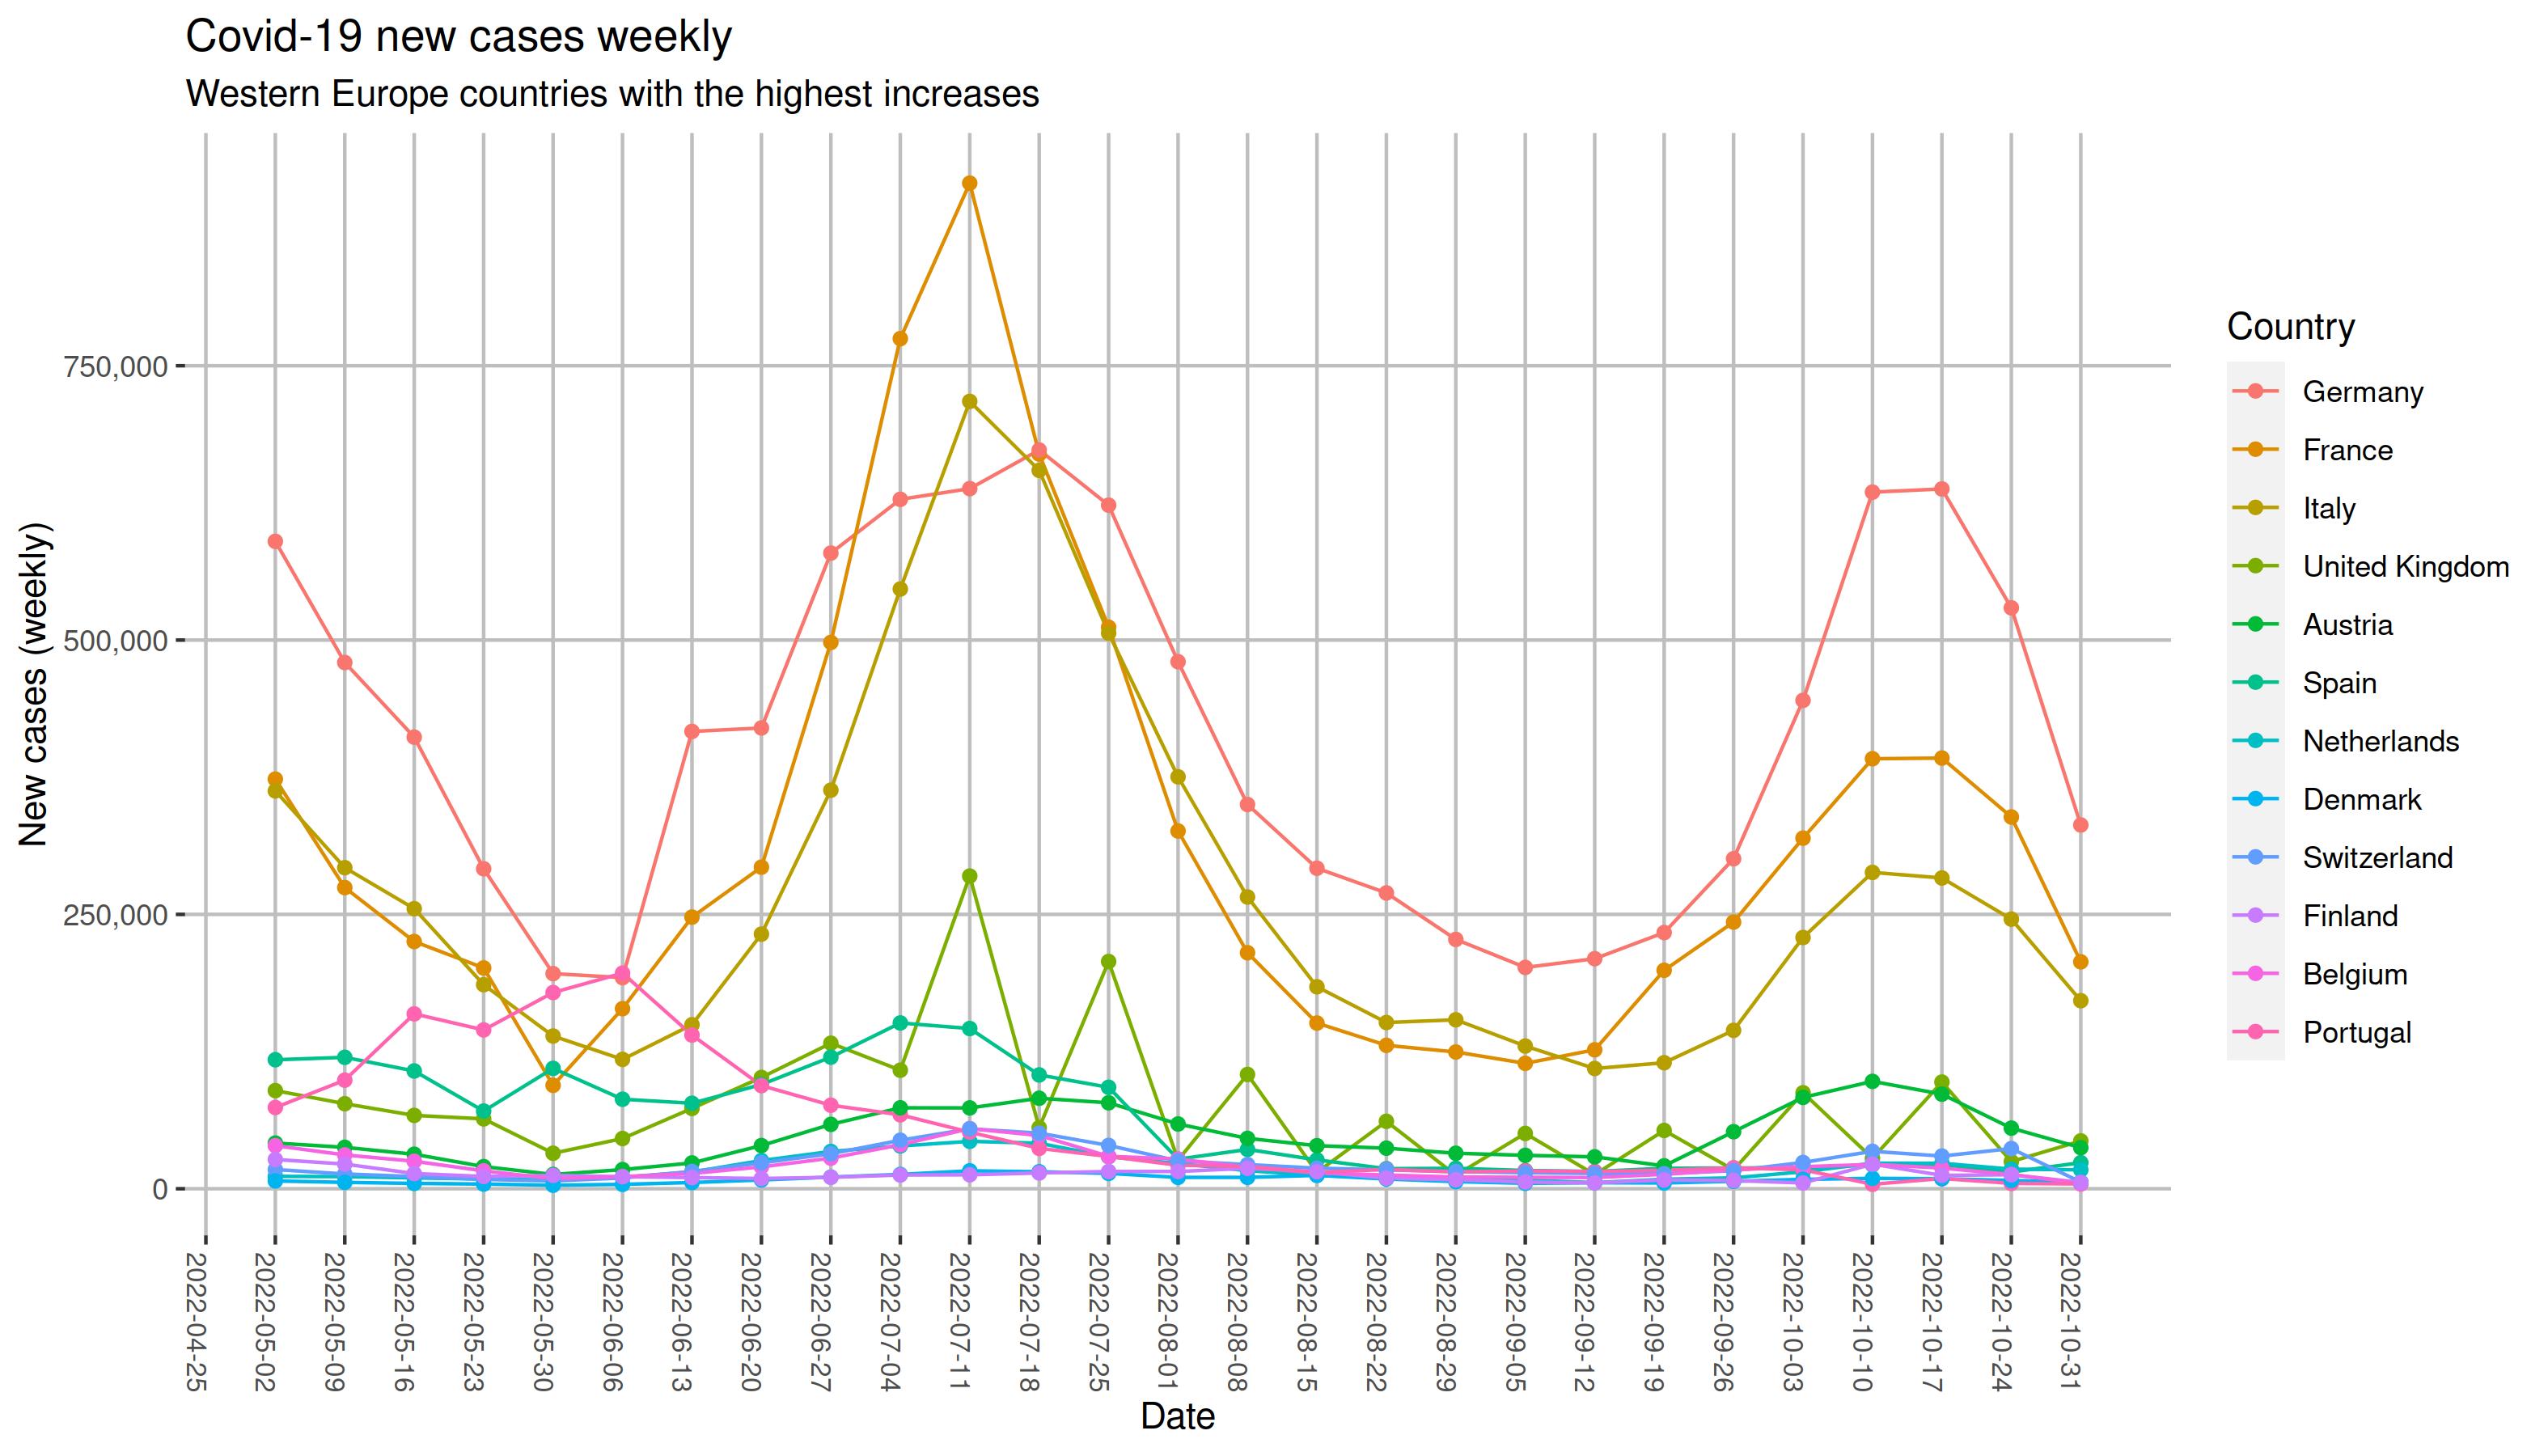 Covid-19 new cases weekly
Western Europe countries with the highest increases
New cases (weekly)
750,000
500,000
250,000
0
2022-04-25
2022-05-02
2022-05-09
2022-05-16
2022-05-23
2022-05-30
2022-06-06
2022-06-13
2022-06-20
2022-06-27
2022-07-04
2022-07-11
2022-07-18
2022-07-25
2022-08-01
2022-08-08
2022-08-15
2022-08-22
2022-08-29
2022-09-05
2022-09-12
2022-09-19
2022-09-26
2022-10-03
2022-10-10
2022-10-17
2022-10-24
2022-10-31
Date
Country
Germany
France
Italy
United Kingdom
Austria
Spain
Netherlands
Denmark
Switzerland
Finland
Belgium
Portugal